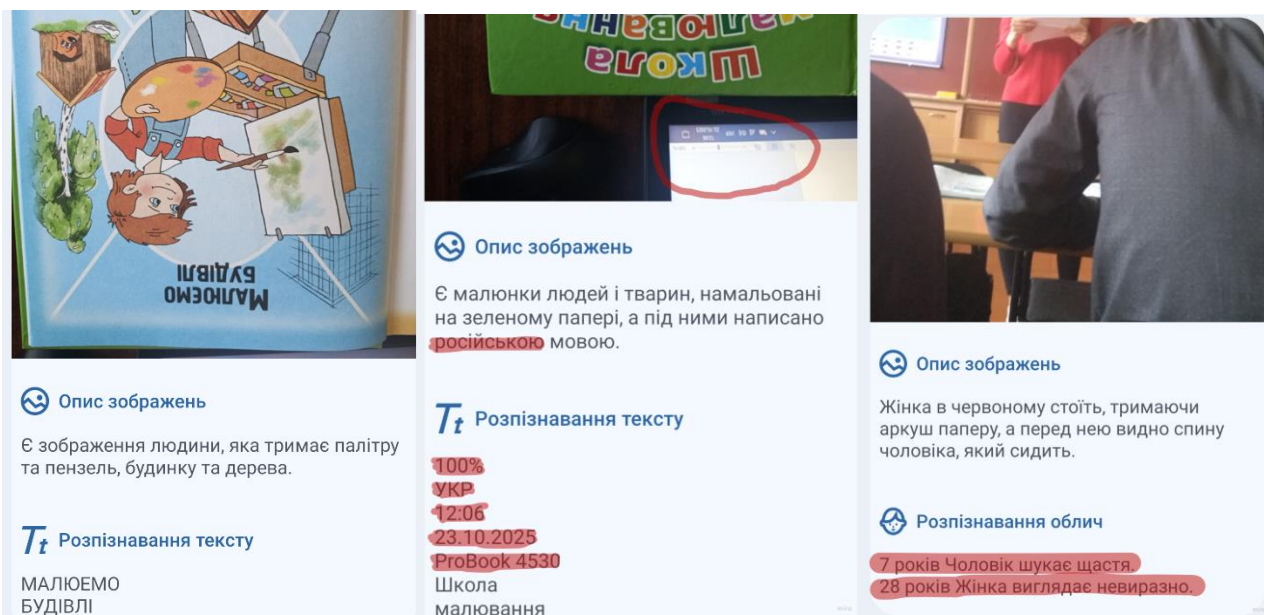 МАЛЮЄМО
БУДІВЛІ
Опис зображень
Є зображення людини, яка тримає палітру
та пензель, будинку та дерева.
Розпізнавання тексту
МАЛЮЕМО
БУДІВЛІ
Школа
малювання
Опис зображень
Є малюнки людей і тварин, намальовані
на зеленому папері, а під ними написано
російською мовою.
Розпізнавання тексту
100%
УКР
12:06
23.10.2025
ProBook 4530
Школа
малювання
Опис зображень
Жінка в червоному стоїть, тримаючи
аркуш паперу, а перед нею видно спину
чоловіка, який сидить.
Розпізнавання облич
7 років Чоловік шукає щастя.
28 років Жінка виглядає невиразно.